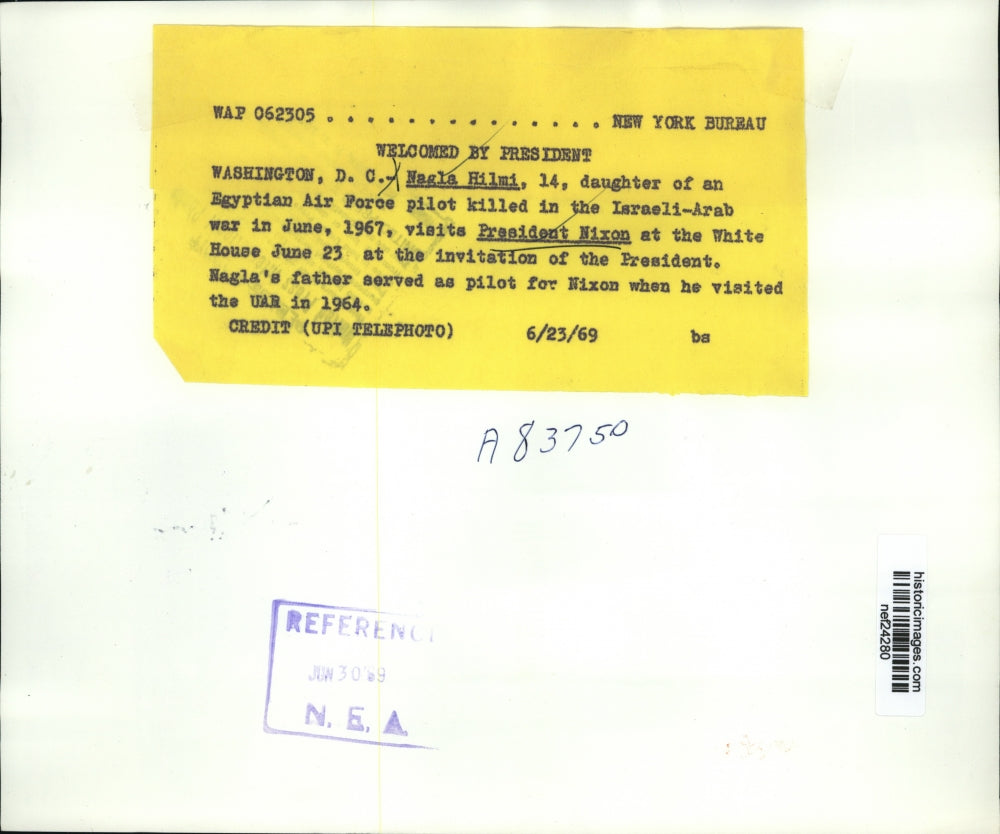 WAP 062305 . . . . . . . . . . . . . . . NEW YORK BUREAU
WELCOMED BY PRESIDENT
WASHINGTON, D. C.- Nagla Hilmi, 14, daughter of an
Egyptian Air Force pilot killed in the Israeli-Arab
war in June, 1967, visits President Nixon at the White
House June 23 at the invitation of the President.
Nagla's father served as pilot for Nixon when he visited
the UAR in 1964.
CREDIT (UPI TELEPHOTO) 6/23/69 bs
A83750
REFERENC
JUN 30 '69
N. E. A.
historicimages.com
nef24280